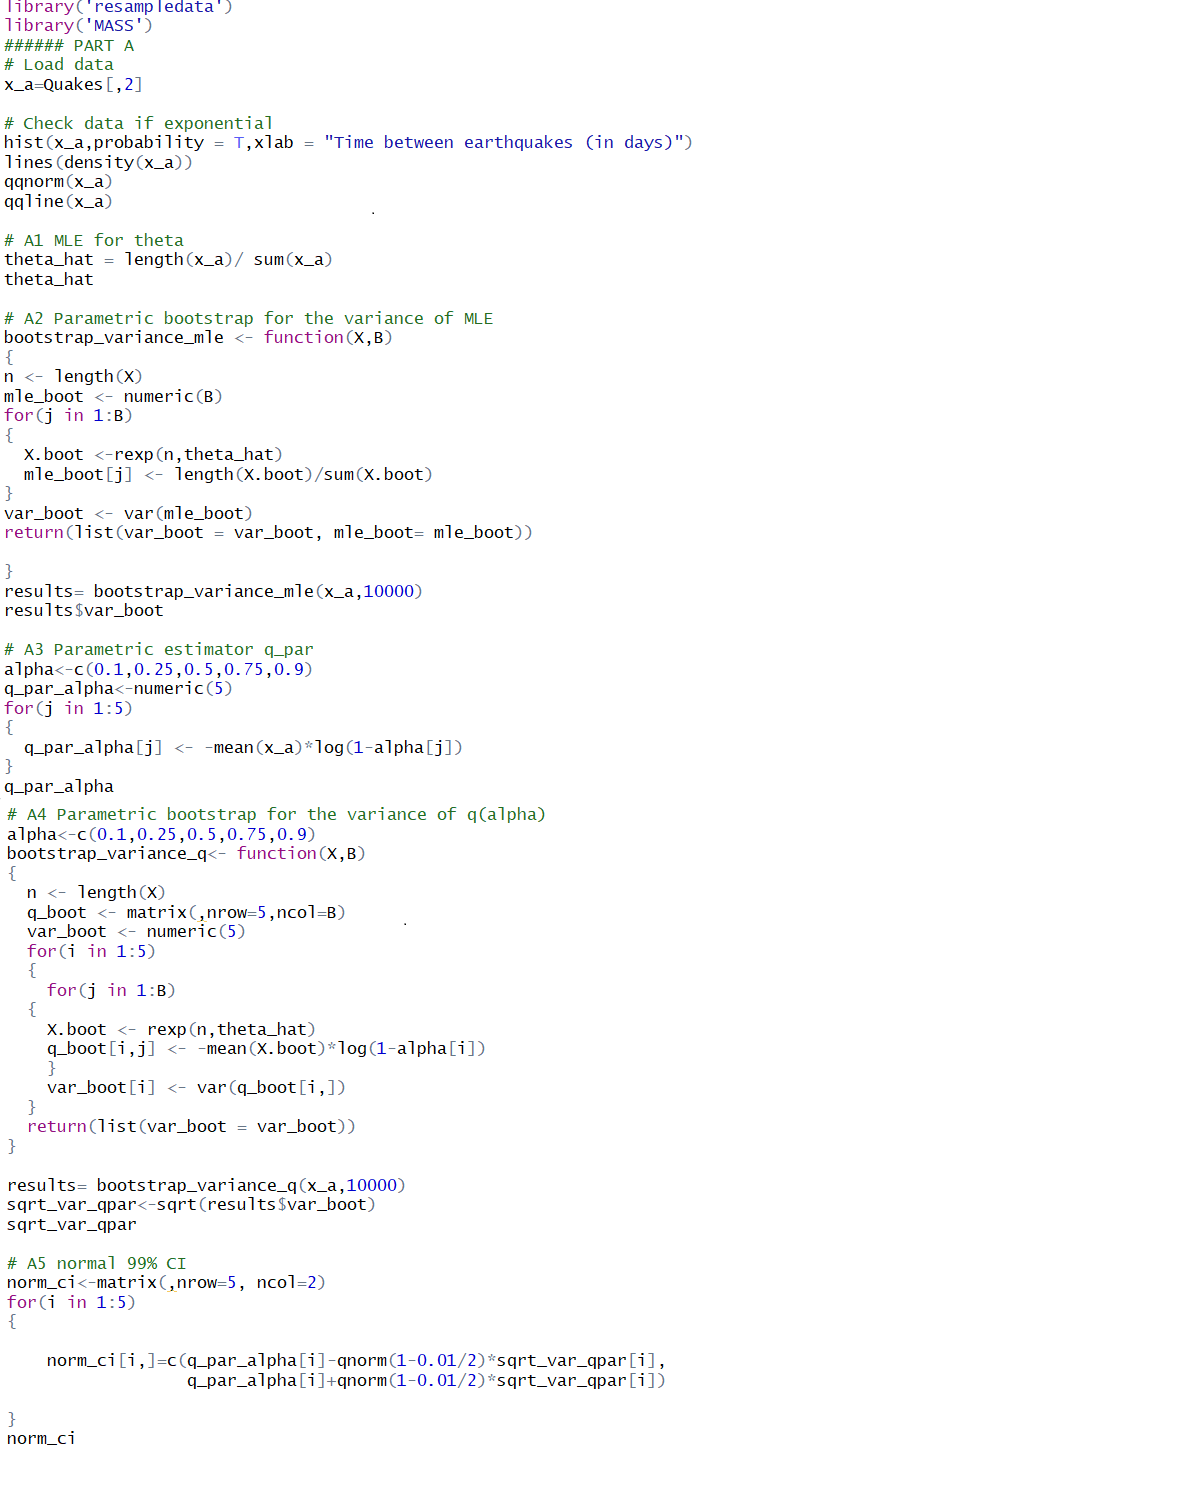 library('resampledata')
library('MASS')
###### PART A
# Load data
x_a=Quakes[,2]

# Check data if exponential
hist(x_a,probability = T,xlab = "Time between earthquakes (in days)")
lines(density(x_a))
qqnorm(x_a)
qqline(x_a)

# A1 MLE for theta
theta_hat = length(x_a)/ sum(x_a)
theta_hat

# A2 Parametric bootstrap for the variance of MLE
bootstrap_variance_mle <- function(X,B)
{
n <- length(X)
mle_boot <- numeric(B)
for(j in 1:B)
{
  X.boot <-rexp(n,theta_hat)
  mle_boot[j] <- length(X.boot)/sum(X.boot)
}
var_boot <- var(mle_boot)
return(list(var_boot = var_boot, mle_boot= mle_boot))

}
results= bootstrap_variance_mle(x_a,10000)
results$var_boot

# A3 Parametric estimator q_par
alpha<-c(0.1,0.25,0.5,0.75,0.9)
q_par_alpha<-numeric(5)
for(j in 1:5)
{
  q_par_alpha[j] <- -mean(x_a)*log(1-alpha[j])
}
q_par_alpha
# A4 Parametric bootstrap for the variance of q(alpha)
alpha<-c(0.1,0.25,0.5,0.75,0.9)
bootstrap_variance_q<- function(X,B)
{
  n <- length(X)
  q_boot <- matrix(,nrow=5,ncol=B)
  var_boot <- numeric(5)
  for(i in 1:5)
  {
    for(j in 1:B)
  {
    X.boot <- rexp(n,theta_hat)
    q_boot[i,j] <- -mean(X.boot)*log(1-alpha[i])
    }
    var_boot[i] <- var(q_boot[i,])
  }
  return(list(var_boot = var_boot))
}

results= bootstrap_variance_q(x_a,10000)
sqrt_var_qpar<-sqrt(results$var_boot)
sqrt_var_qpar

# A5 normal 99% CI
norm_ci<-matrix(,nrow=5, ncol=2)
for(i in 1:5)
{

    norm_ci[i,]=c(q_par_alpha[i]-qnorm(1-0.01/2)*sqrt_var_qpar[i],
                  q_par_alpha[i]+qnorm(1-0.01/2)*sqrt_var_qpar[i])

}
norm_ci